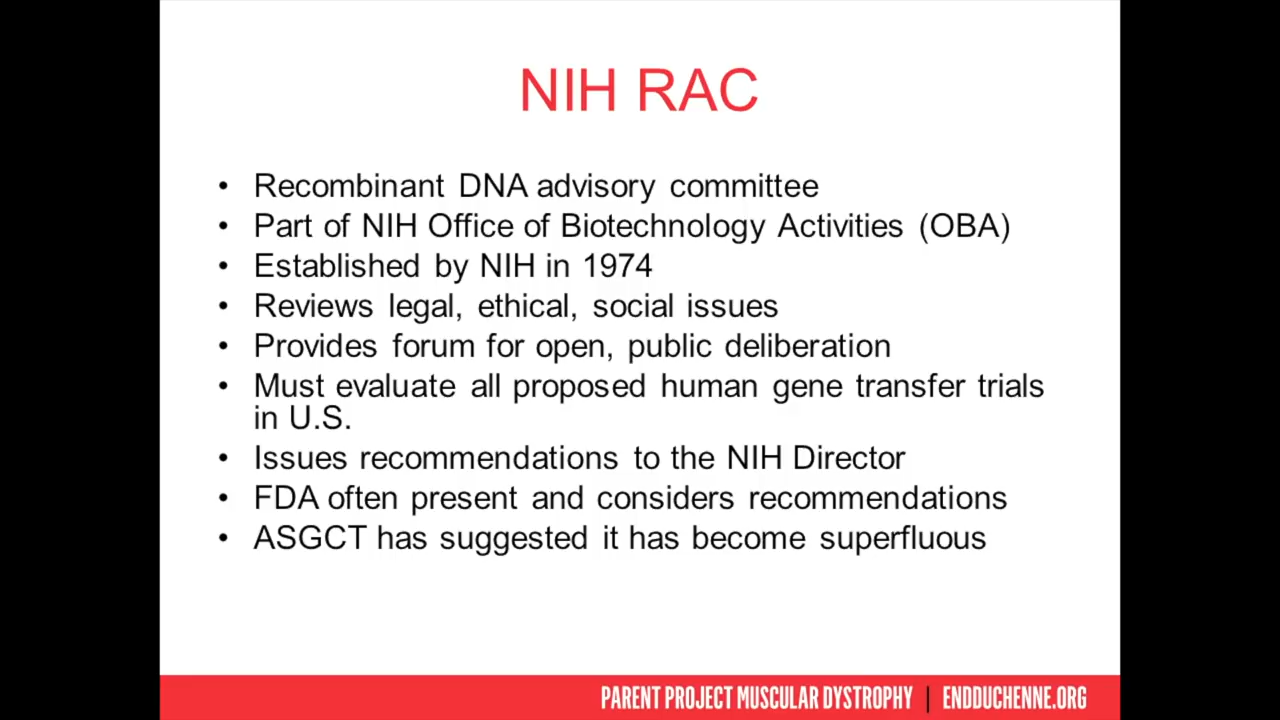 NIH RAC
• Recombinant DNA advisory committee
• Part of NIH Office of Biotechnology Activities (OBA)
• Established by NIH in 1974
• Reviews legal, ethical, social issues
• Provides forum for open, public deliberation
• Must evaluate all proposed human gene transfer trials
in U.S.
• Issues recommendations to the NIH Director
• FDA often present and considers recommendations
• ASGCT has suggested it has become superfluous
PARENT PROJECT MUSCULAR DYSTROPHY | ENDDUCHENNE.ORG